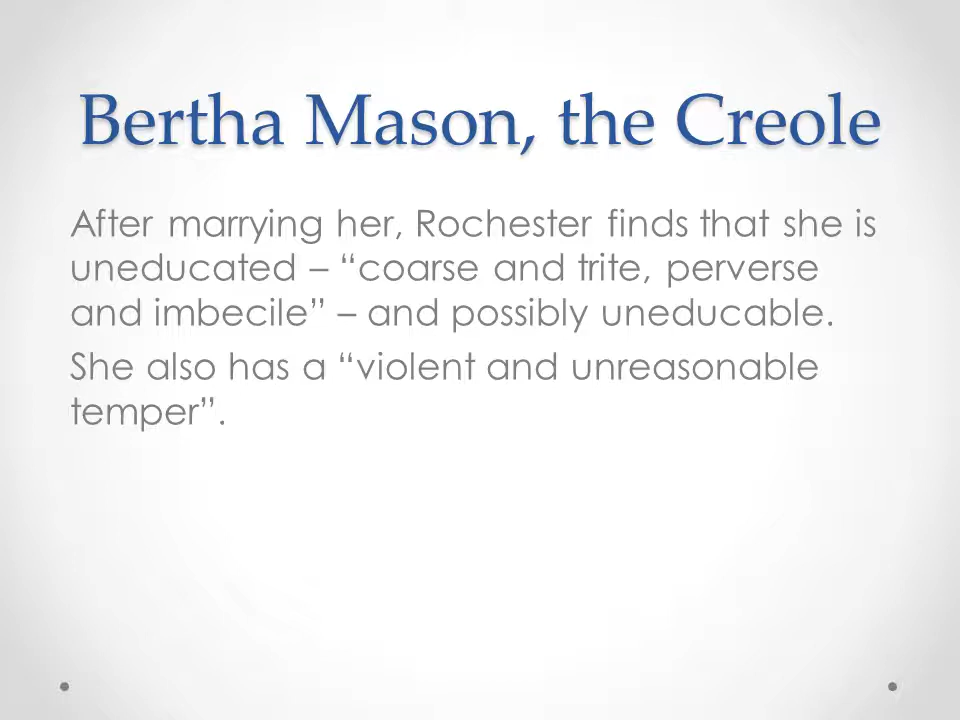 Bertha Mason, the Creole
After marrying her, Rochester finds that she is
uneducated – “coarse and trite, perverse
and imbecile” – and possibly uneducable.
She also has a “violent and unreasonable
temper”.